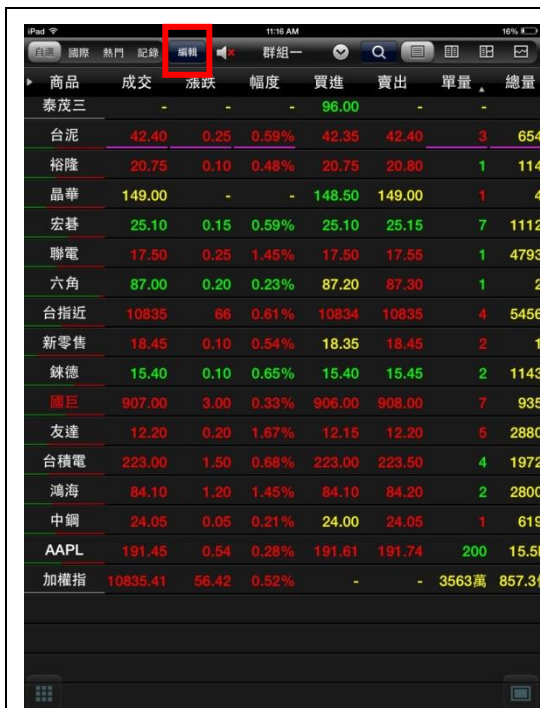 iPad 11:16 AM 16%
自選 國際 熱門 記錄 編輯 群組一
商品 成交 漲跌 幅度 買進 賣出 單量 總量
泰茂三 - - - 96.00 - -
台泥 42.40 0.25 0.59% 42.35 42.40 3 654
裕隆 20.75 0.10 0.48% 20.75 20.80 1 114
晶華 149.00 - - 148.50 149.00 1 4
宏碁 25.10 0.15 0.59% 25.10 25.15 7 1112
聯電 17.50 0.25 1.45% 17.50 17.55 1 4793
六角 87.00 0.20 0.23% 87.20 87.30 1 2
台指近 10835 66 0.61% 10834 10835 4 5456
新零售 18.45 0.10 0.54% 18.35 18.45 2 1
錸德 15.40 0.10 0.65% 15.40 15.45 2 1143
國巨 907.00 3.00 0.33% 906.00 908.00 7 935
友達 12.20 0.20 1.67% 12.15 12.20 5 2880
台積電 223.00 1.50 0.68% 223.00 223.50 4 1972
鴻海 84.10 1.20 1.45% 84.10 84.20 2 2800
中鋼 24.05 0.05 0.21% 24.00 24.05 1 619
AAPL 191.45 0.54 0.28% 191.61 191.74 200 15.5
加權指 10835.41 56.42 0.52% - - 3563萬 857.3